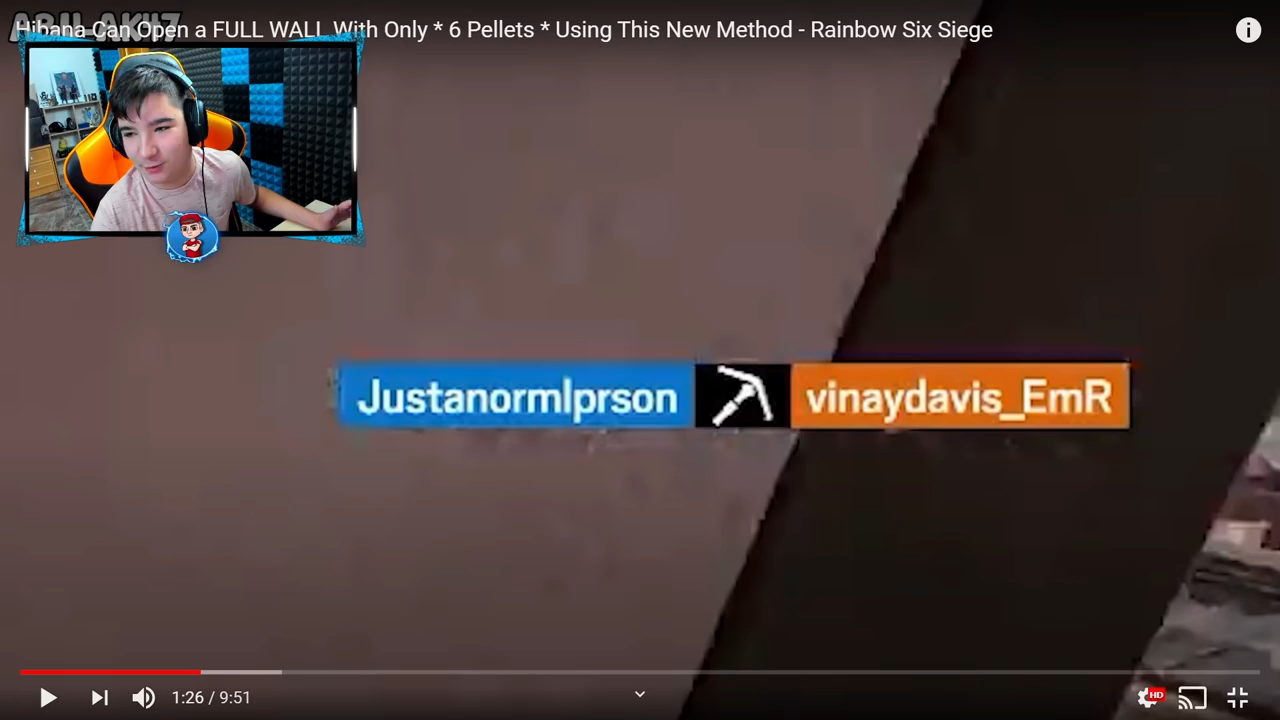 Hibana Can Open a FULL WALL With Only * 6 Pellets * Using This New Method - Rainbow Six Siege
Justanormlprson vinaydavis_EmR
1:26 / 9:51
HD